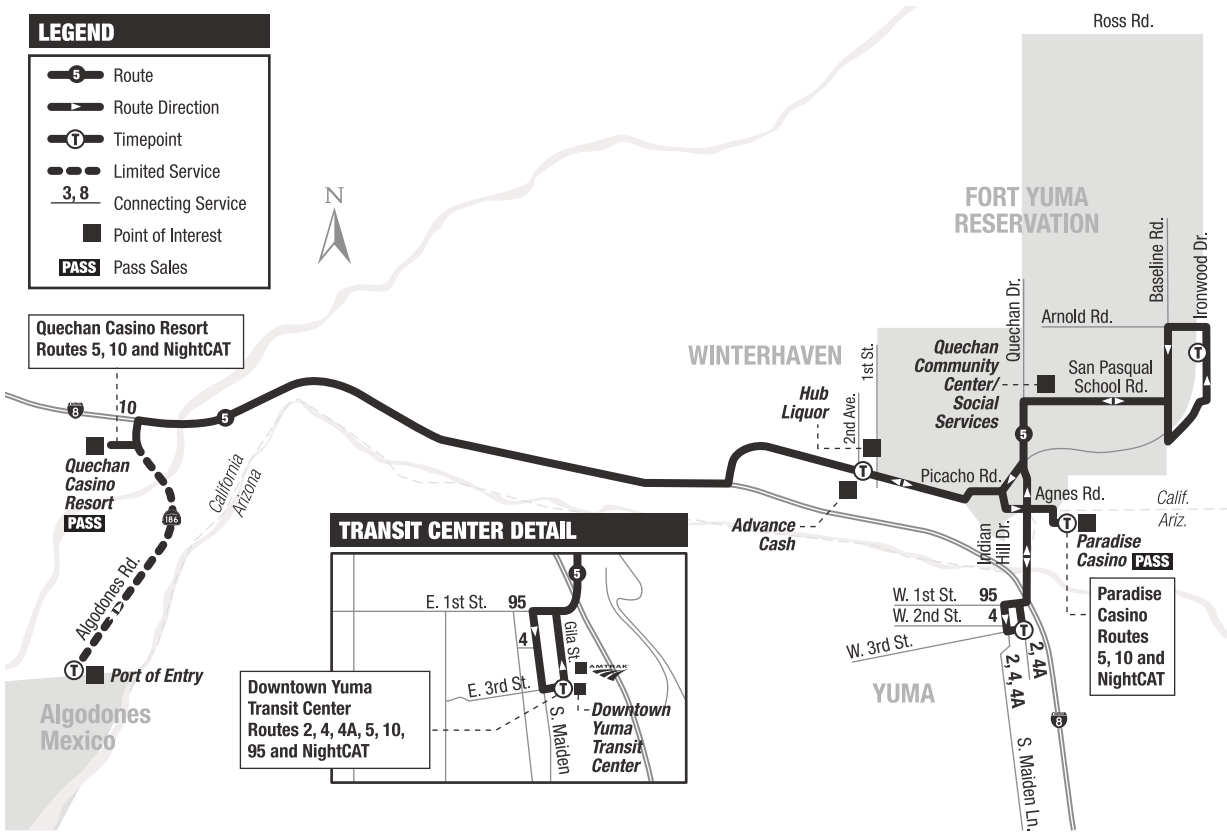 LEGEND
5
Route
Route Direction
T
Timepoint
Limited Service
3, 8
Connecting Service
Point of Interest
PASS
Pass Sales
N
Ross Rd.
FORT YUMA
RESERVATION
Baseline Rd.
Ironwood Dr.
Quechan Dr.
Arnold Rd.
T
San Pasqual
School Rd.
Quechan Casino Resort
Routes 5, 10 and NightCAT
WINTERHAVEN
1st St.
2nd Ave.
Quechan
Community
Center/
Social
Services
Hub
Liquor
8
10
5
5
Quechan
Casino
Resort
PASS
California
Arizona
186
Algodones Rd.
T
Port of Entry
Algodones
Mexico
T
Picacho Rd.
Agnes Rd.
Calif.
Ariz.
Advance
Cash
Indian
Hill Dr.
T
Paradise
Casino
PASS
Paradise
Casino
Routes
5, 10 and
NightCAT
W. 1st St.
95
W. 2nd St.
4
W. 3rd St.
T
2, 4A
2, 4, 4A
YUMA
8
S. Maiden Ln.
TRANSIT CENTER DETAIL
5
E. 1st St.
95
4
Gila St.
AMTRAK
E. 3rd St.
T
S. Maiden
Downtown
Yuma
Transit
Center
Downtown Yuma
Transit Center
Routes 2, 4, 4A, 5, 10,
95 and NightCAT